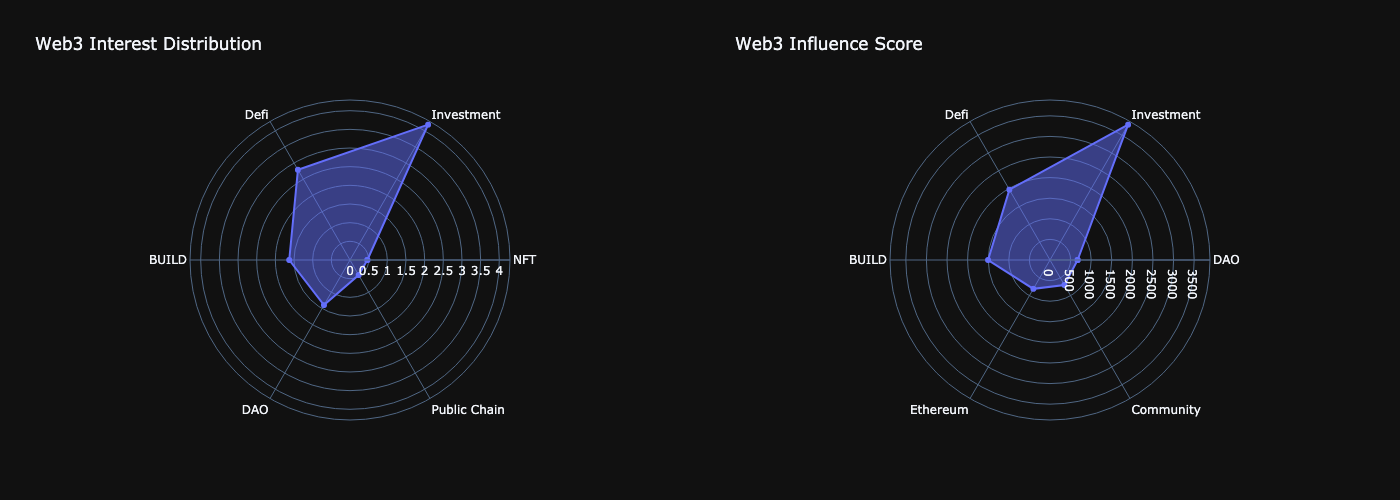 Web3 Interest Distribution
Defi
Investment
BUILD
0 0.5 1 1.5 2 2.5 3 3.5 4
NFT
DAO
Public Chain
Web3 Influence Score
Defi
Investment
BUILD
0 500 1000 1500 2000 2500 3000 3500
DAO
Ethereum
Community